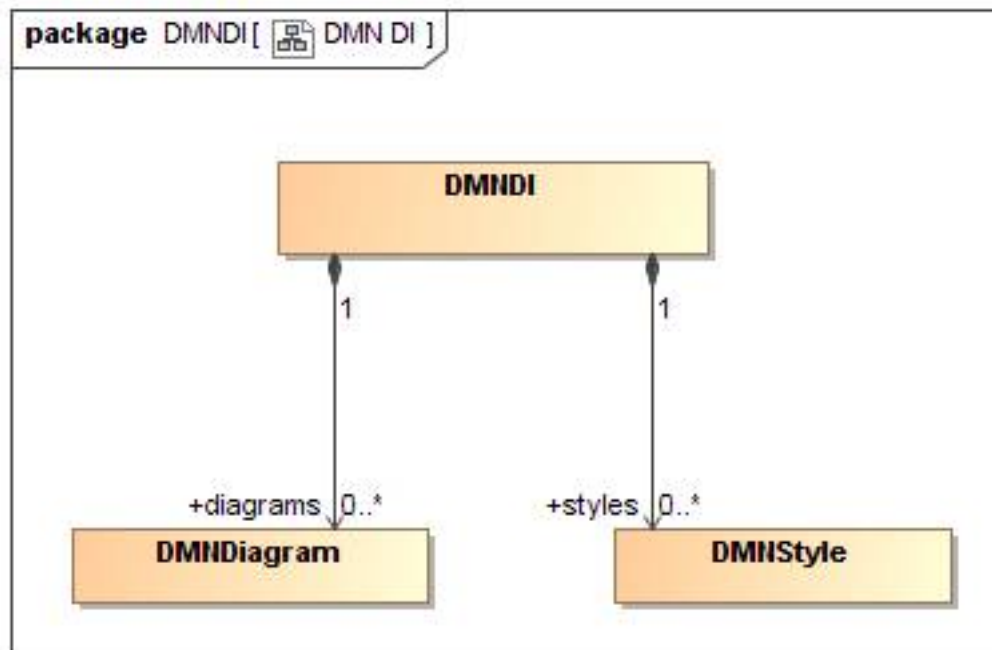 package DMNDI[ DMN DI ]
DMNDI
1 1
+diagrams 0..* +styles 0..*
DMNDiagram DMNStyle